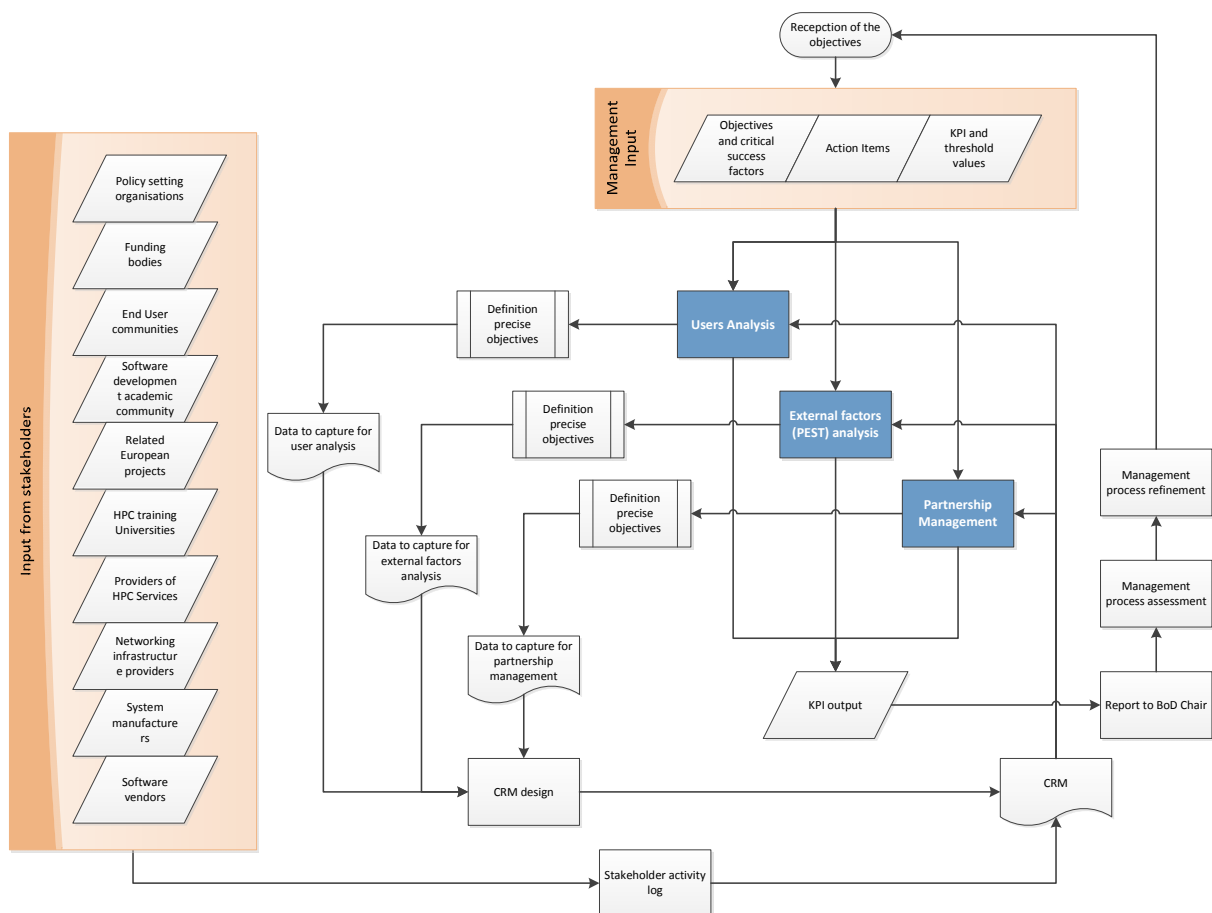 Reception of the
objectives
Management
Input
Objectives
and critical
success
factors
Action Items
KPI and
threshold
values
Input from stakeholders
Policy setting
organisations
Funding
bodies
End User
communities
Software
developmen
t academic
community
Related
European
projects
HPC training
Universities
Providers of
HPC Services
Networking
infrastructur
e providers
System
manufacture
rs
Software
vendors
Definition
precise
objectives
Users Analysis
Data to capture for
user analysis
Definition
precise
objectives
External factors
(PEST) analysis
Data to capture for
external factors
analysis
Definition
precise
objectives
Partnership
Management
Data to capture for
partnership
management
Management
process refinement
Management
process assessment
KPI output
Report to BoD Chair
CRM design
CRM
Stakeholder activity
log